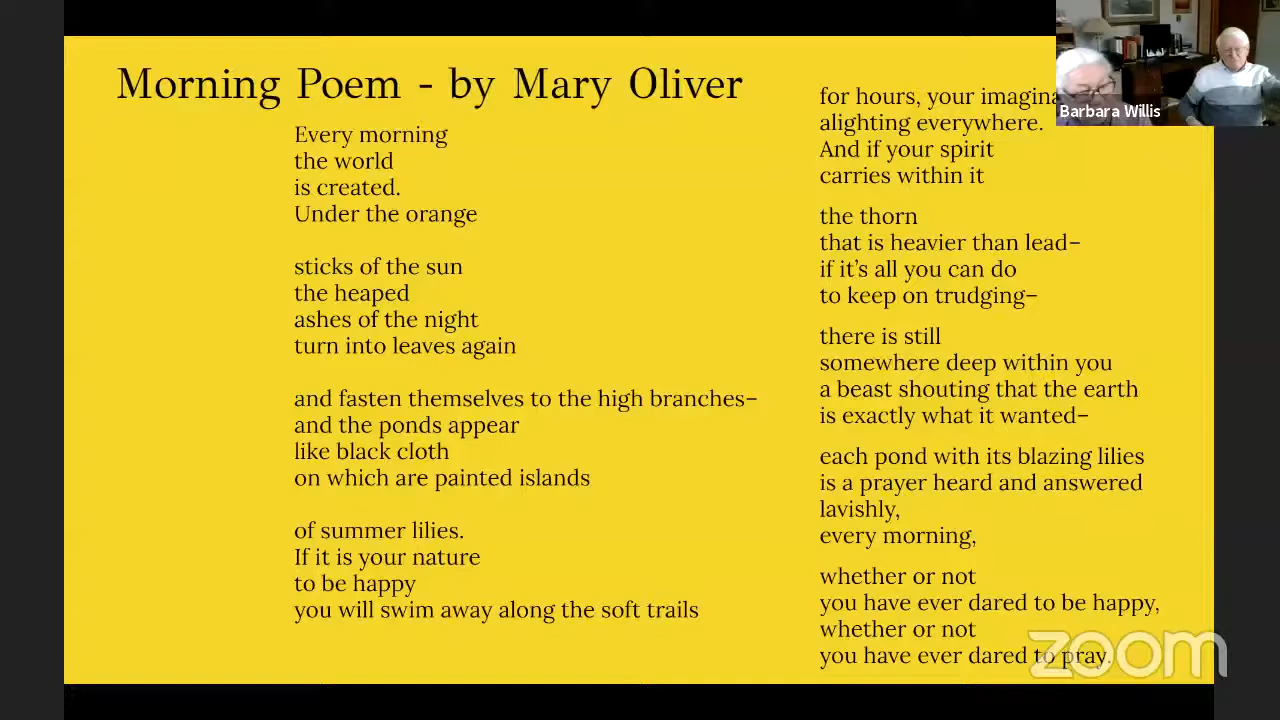 Morning Poem - by Mary Oliver
Every morning
the world
is created.
Under the orange
sticks of the sun
the heaped
ashes of the night
turn into leaves again
and fasten themselves to the high branches–
and the ponds appear
like black cloth
on which are painted islands
of summer lilies.
If it is your nature
to be happy
you will swim away along the soft trails
for hours, your
alighting everywhere.
And if your spirit
carries within it
the thorn
that is heavier than lead–
if it’s all you can do
to keep on trudging–
there is still
somewhere deep within you
a beast shouting that the earth
is exactly what it wanted–
each pond with its blazing lilies
is a prayer heard and answered
lavishly,
every morning,
whether or not
you have ever dared to be happy,
whether or not
you have ever dared to pray.
Barbara Willis
zoom